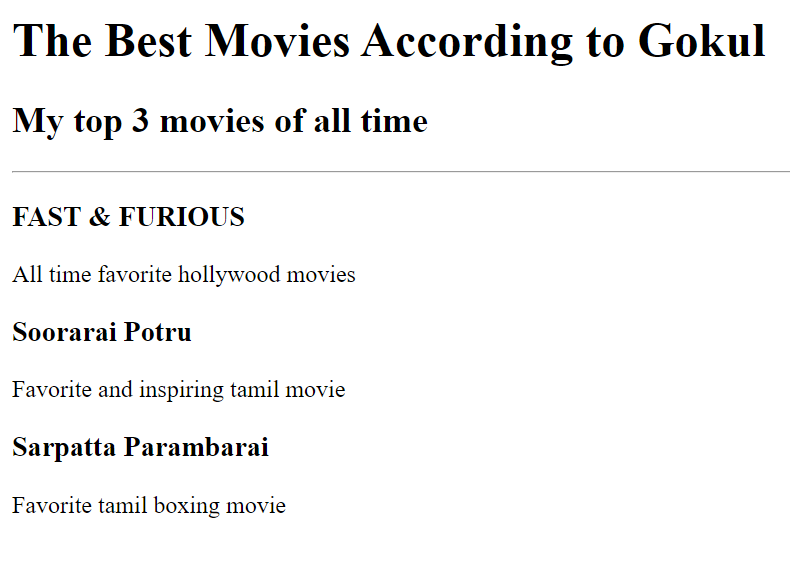 The Best Movies According to Gokul
My top 3 movies of all time
FAST & FURIOUS
All time favorite hollywood movies
Soorarai Potru
Favorite and inspiring tamil movie
Sarpatta Parambarai
Favorite tamil boxing movie